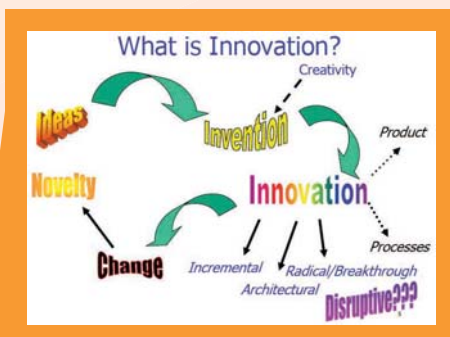 What is Innovation?
Creativity
Ideas
Invention
Product
Novelty
Innovation
Processes
Change
Incremental
Radical/Breakthrough
Architectural
Disruptive???